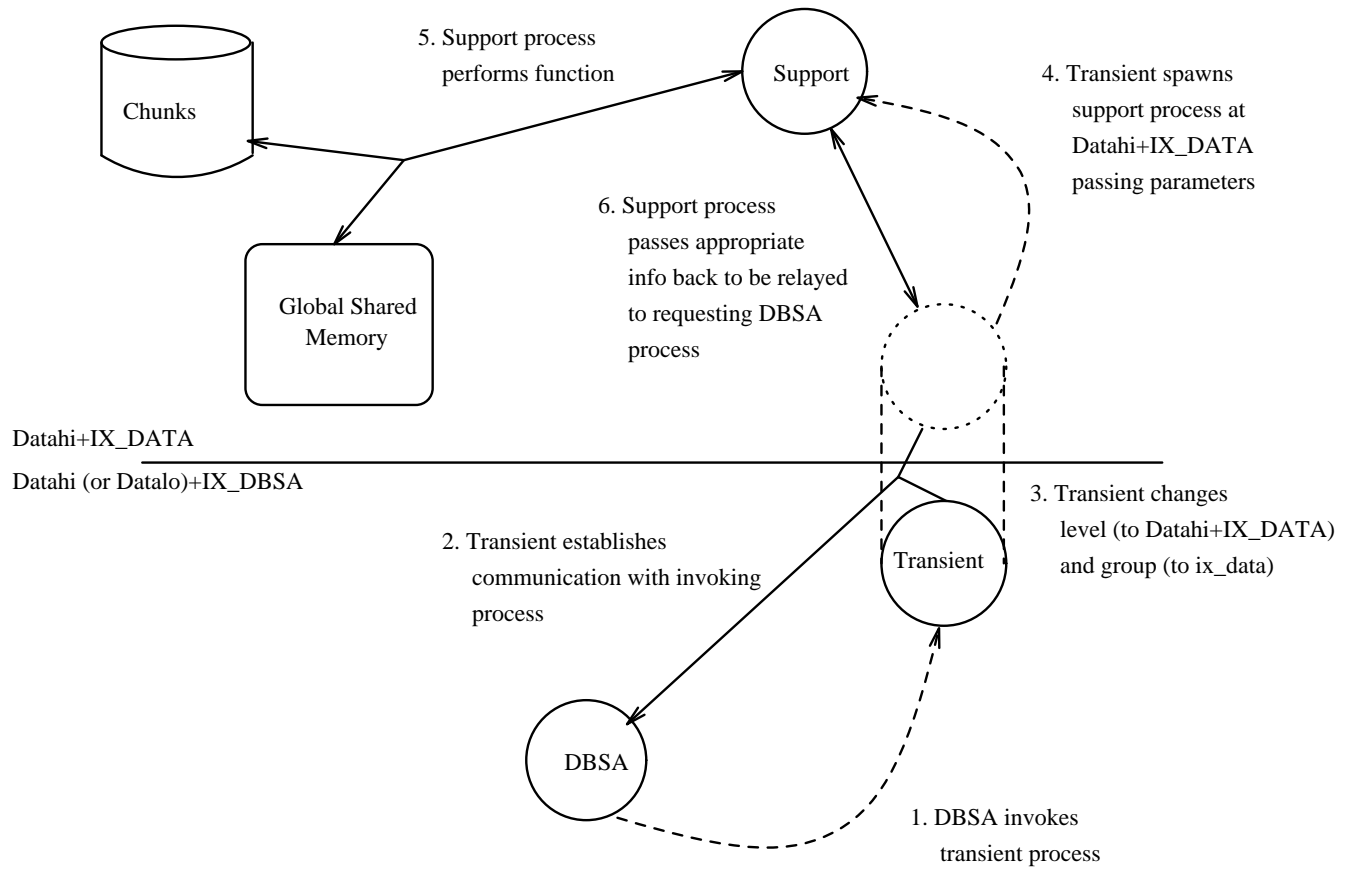 5. Support process
performs function
Support
4. Transient spawns
support process at
Datahi+IX_DATA
passing parameters
Chunks
6. Support process
passes appropriate
info back to be relayed
to requesting DBSA
process
Global Shared
Memory
Datahi+IX_DATA
Datahi (or Datalo)+IX_DBSA
3. Transient changes
level (to Datahi+IX_DATA)
and group (to ix_data)
2. Transient establishes
communication with invoking
process
Transient
DBSA
1. DBSA invokes
transient process